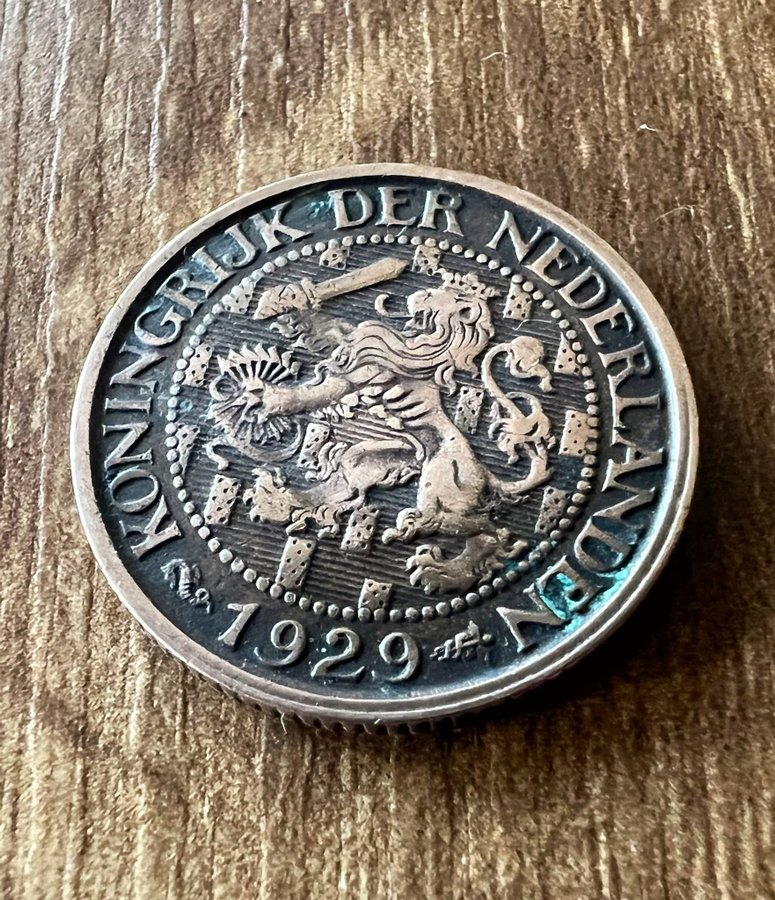 KONINGRIJK DER NEDERLANDEN
1929